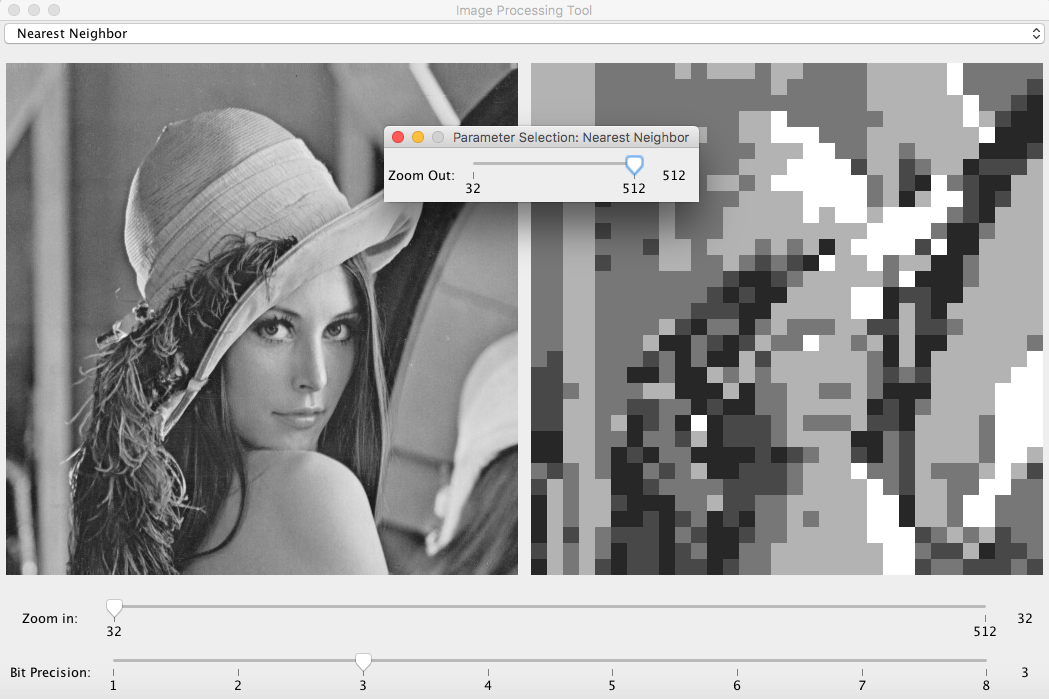 Image Processing Tool
Nearest Neighbor
Parameter Selection: Nearest Neighbor
Zoom Out: 512
32 512
Zoom in: 32
32 512
Bit Precision: 3
1 2 3 4 5 6 7 8